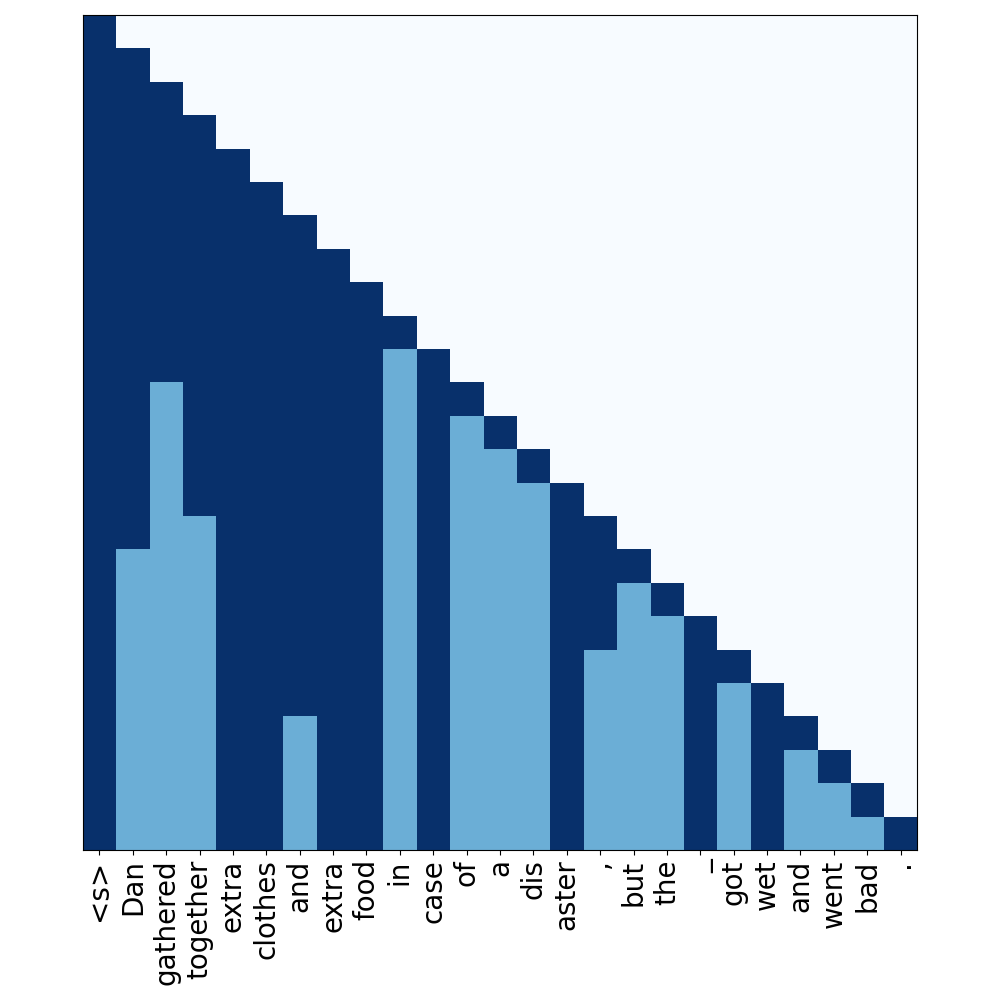 <s> Dan gathered together extra clothes and extra food in case of a dis aster , but the _ got wet and went bad .